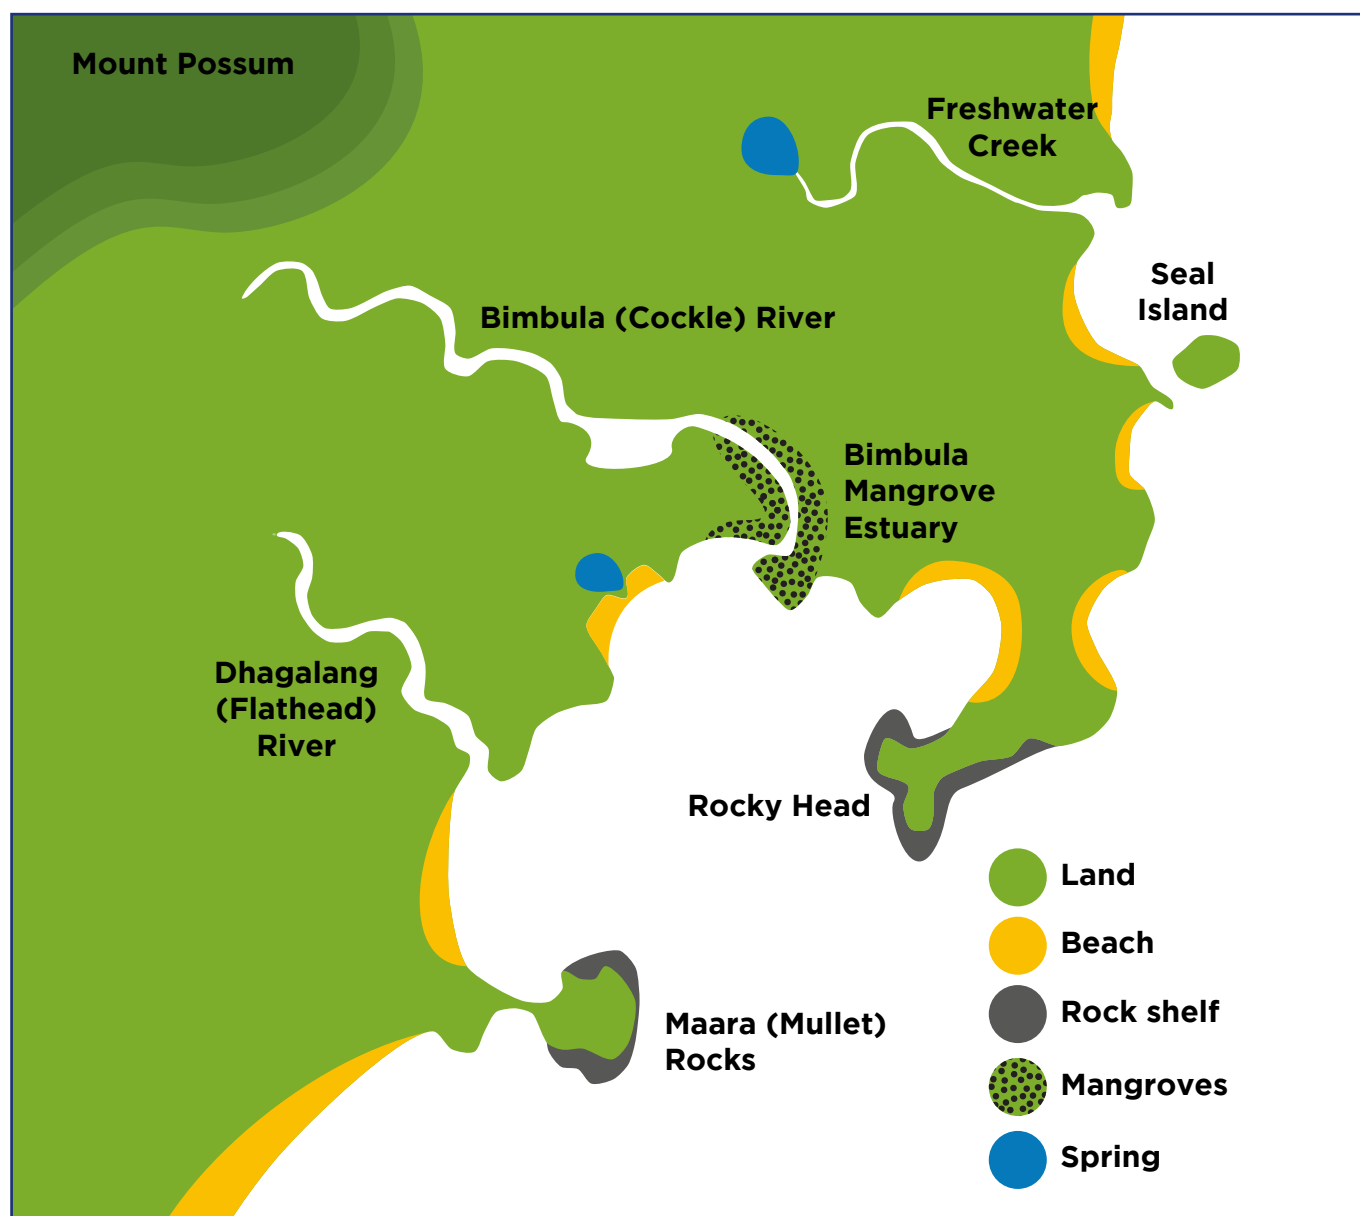 Mount Possum
Freshwater
Creek
Seal
Island
Bimbula (Cockle) River
Bimbula
Mangrove
Estuary
Dhagalang
(Flathead)
River
Rocky Head
Maara (Mullet)
Rocks
Land
Beach
Rock shelf
Mangroves
Spring